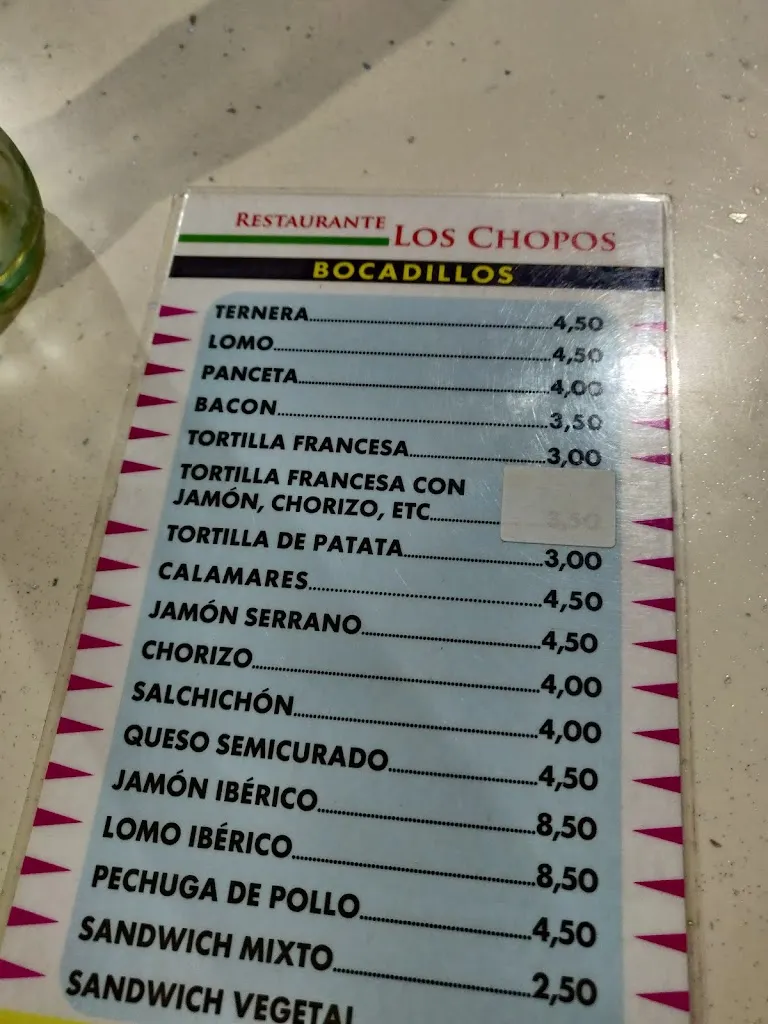 Restaurante Los Chopos
BOCADILLOS
TERNERA 4,50
LOMO 4,50
PANCETA 4,00
BACON 3,50
TORTILLA FRANCESA 3,00
TORTILLA FRANCESA CON
JAMÓN, CHORIZO, ETC 3,50
TORTILLA DE PATATA 3,00
CALAMARES 4,50
JAMÓN SERRANO 4,50
CHORIZO 4,00
SALCHICHÓN 4,00
QUESO SEMICURADO 4,50
JAMÓN IBÉRICO 8,50
LOMO IBÉRICO 8,50
PECHUGA DE POLLO 4,50
SANDWICH MIXTO 2,50
SANDWICH VEGETAL